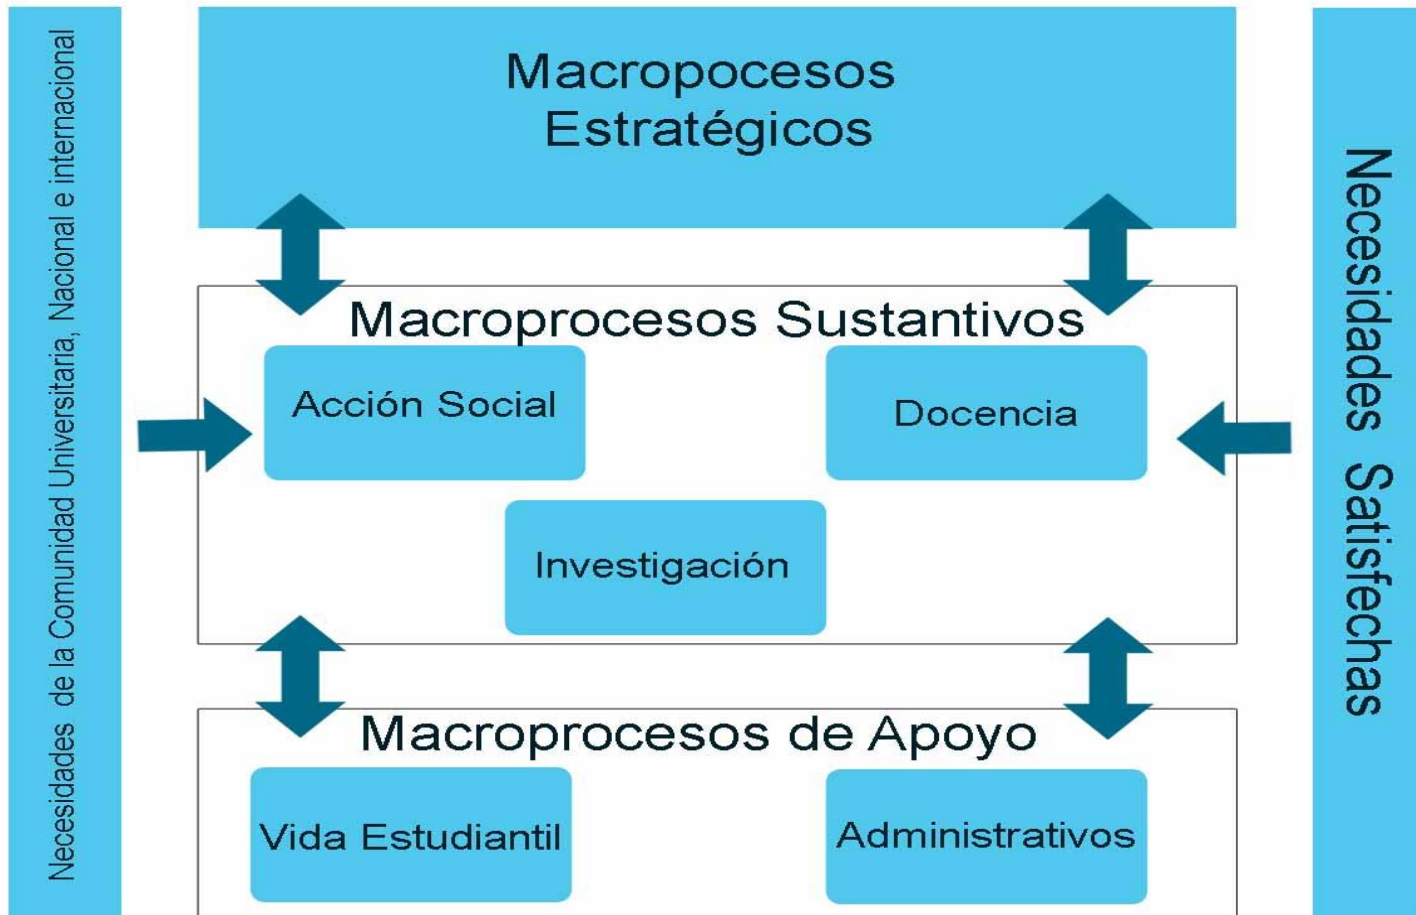 Necesidades de la Comunidad Universitaria, Nacional e internacional
Macropocesos
Estratégicos
Macroprocesos Sustantivos
Acción Social
Docencia
Investigación
Macroprocesos de Apoyo
Vida Estudiantil
Administrativos
Necesidades Satisfechas